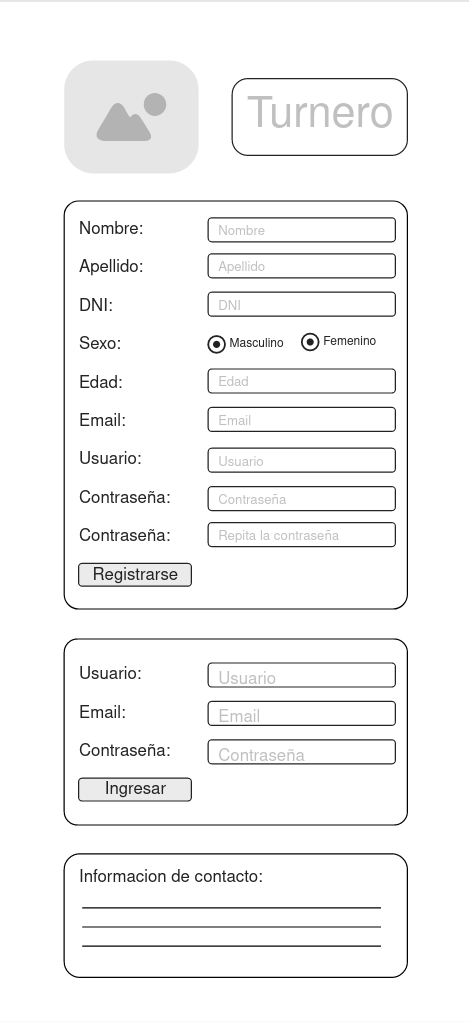 Turnero
Nombre: Nombre
Apellido: Apellido
DNI: DNI
Sexo: Masculino Femenino
Edad: Edad
Email: Email
Usuario: Usuario
Contraseña: Contraseña
Contraseña: Repita la contraseña
Registrarse
Usuario: Usuario
Email: Email
Contraseña: Contraseña
Ingresar
Informacion de contacto: